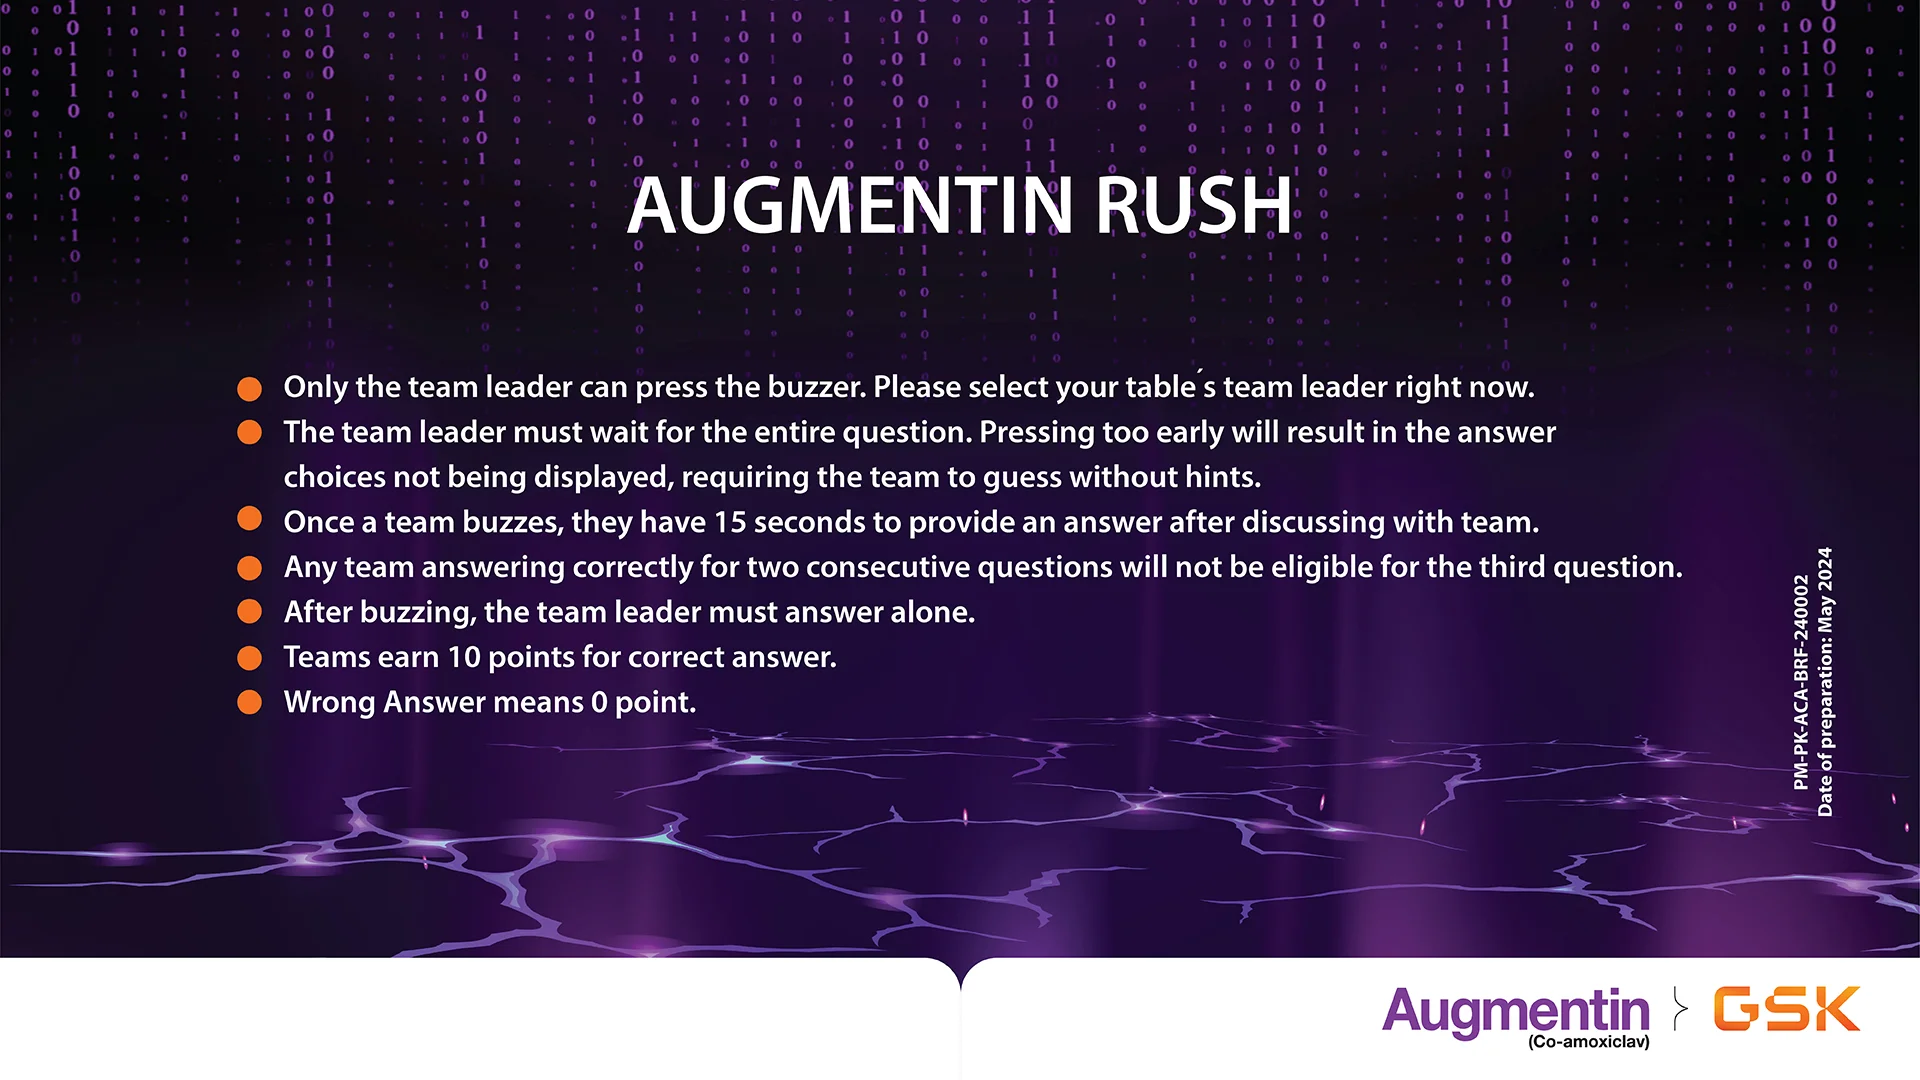 AUGMENTIN RUSH
Only the team leader can press the buzzer. Please select your table´s team leader right now.
The team leader must wait for the entire question. Pressing too early will result in the answer
choices not being displayed, requiring the team to guess without hints.
Once a team buzzes, they have 15 seconds to provide an answer after discussing with team.
Any team answering correctly for two consecutive questions will not be eligible for the third question.
After buzzing, the team leader must answer alone.
Teams earn 10 points for correct answer.
Wrong Answer means 0 point.
PM-PK-ACA-BRF-240002
Date of preparation: May 2024
Augmentin
(Co-amoxiclav)
GSK